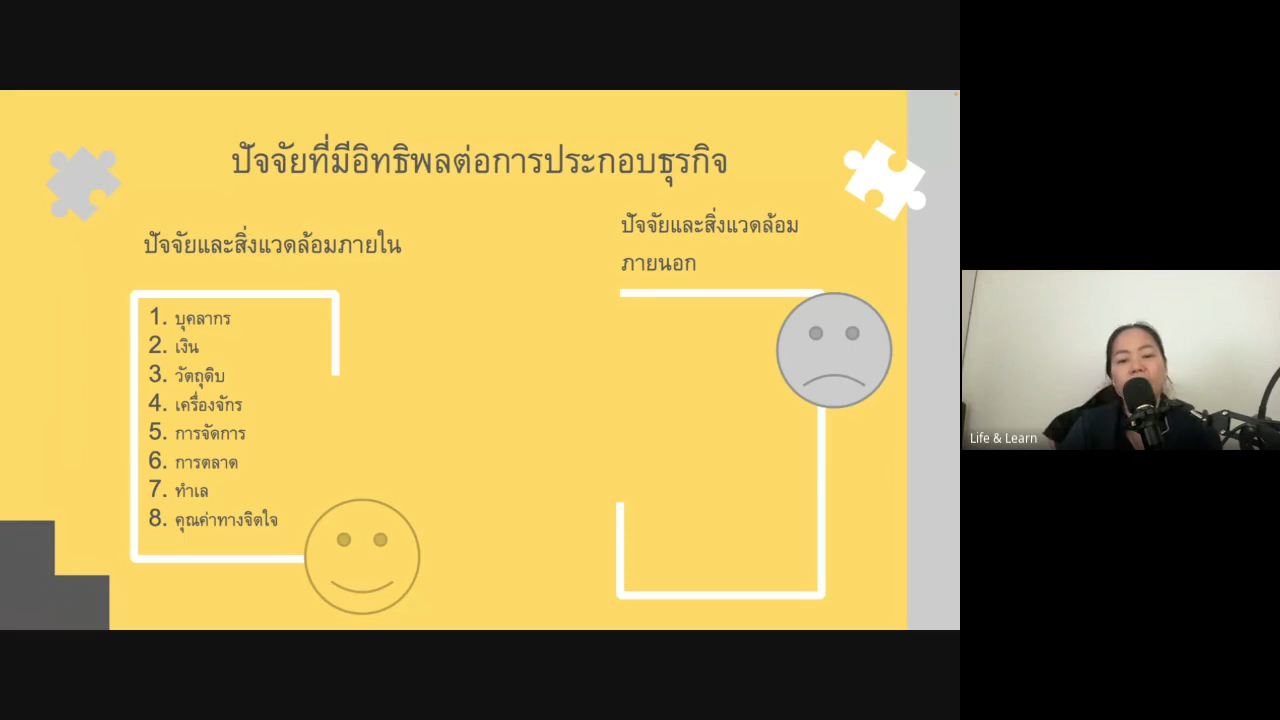 ปัจจัยที่มีอิทธิพลต่อการประกอบธุรกิจ
ปัจจัยและสิ่งแวดล้อมภายใน
1. บุคลากร
2. เงิน
3. วัตถุดิบ
4. เครื่องจักร
5. การจัดการ
6. การตลาด
7. ทำเล
8. คุณค่าทางจิตใจ
ปัจจัยและสิ่งแวดล้อม
ภายนอก
Life & Learn